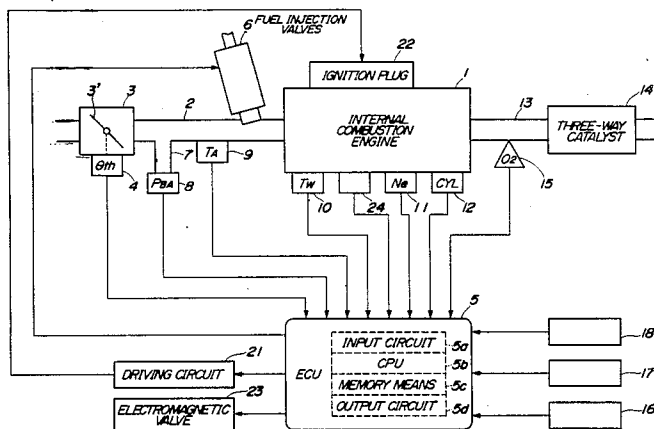 6
FUEL INJECTION
VALVES
22
IGNITION PLUG
1
3'
3
2
INTERNAL
COMBUSTION
ENGINE
13
14
THREE-WAY
CATALYST
θth
4
7
TA
9
PBA
8
O2
15
TW
10
24
Ne
11
CYL
12
5
INPUT CIRCUIT
5a
CPU
5b
ECU
MEMORY MEANS
5c
OUTPUT CIRCUIT
5d
18
17
16
21
DRIVING CIRCUIT
23
ELECTROMAGNETIC
VALVE